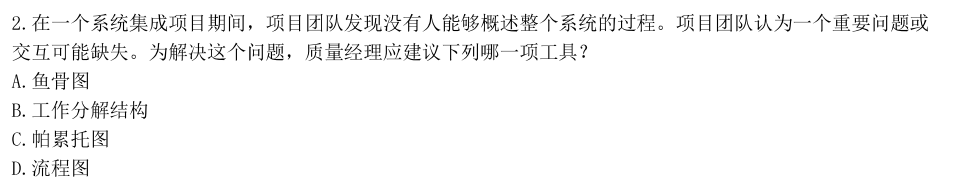 2.在一个系统集成项目期间，项目团队发现没有人能够概述整个系统的过程。项目团队认为一个重要问题或
交互可能缺失。为解决这个问题，质量经理应建议下列哪一项工具？
A.鱼骨图
B.工作分解结构
C.帕累托图
D.流程图